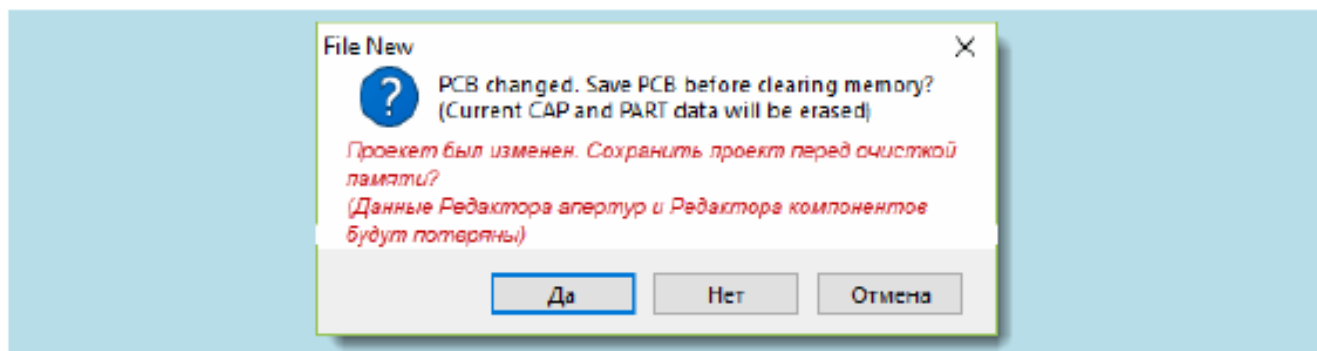 File New
PCB changed. Save PCB before clearing memory?
(Current CAP and PART data will be erased)
Проекет был изменен. Сохранить проект перед очисткой
памяти?
(Данные Редактора апертур и Редактора компонентов
будут потеряны)
Да Нет Отмена